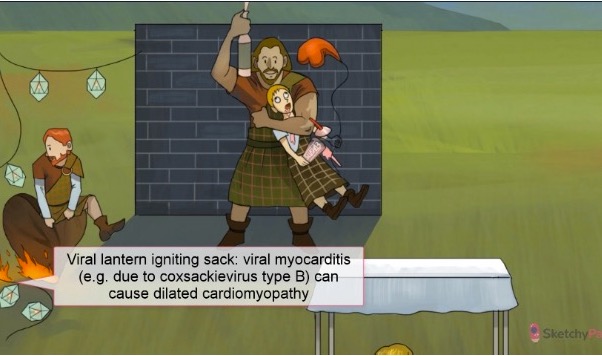 Viral lantern igniting sack: viral myocarditis
(e.g. due to coxsackievirus type B) can
cause dilated cardiomyopathy